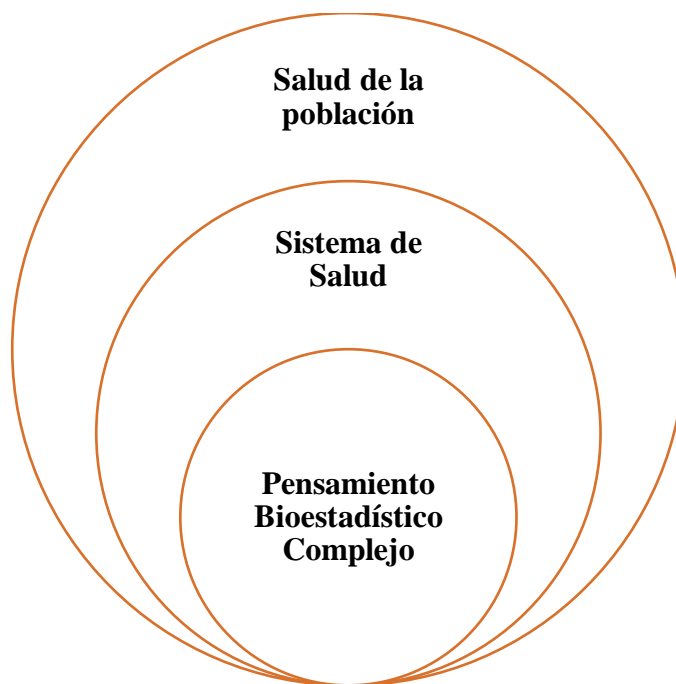 Salud de la
población
Sistema de
Salud
Pensamiento
Bioestadístico
Complejo